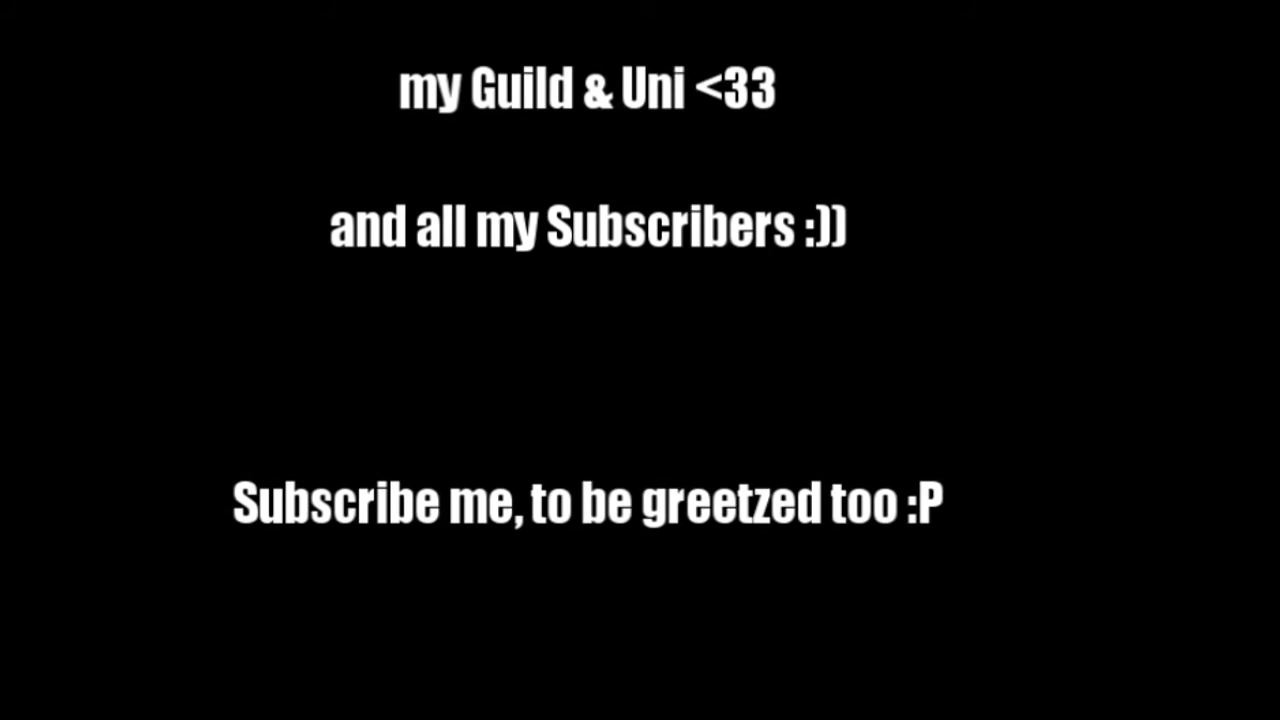 my Guild & Uni <33
and all my Subscribers :))
Subscribe me, to be greetzed too :P